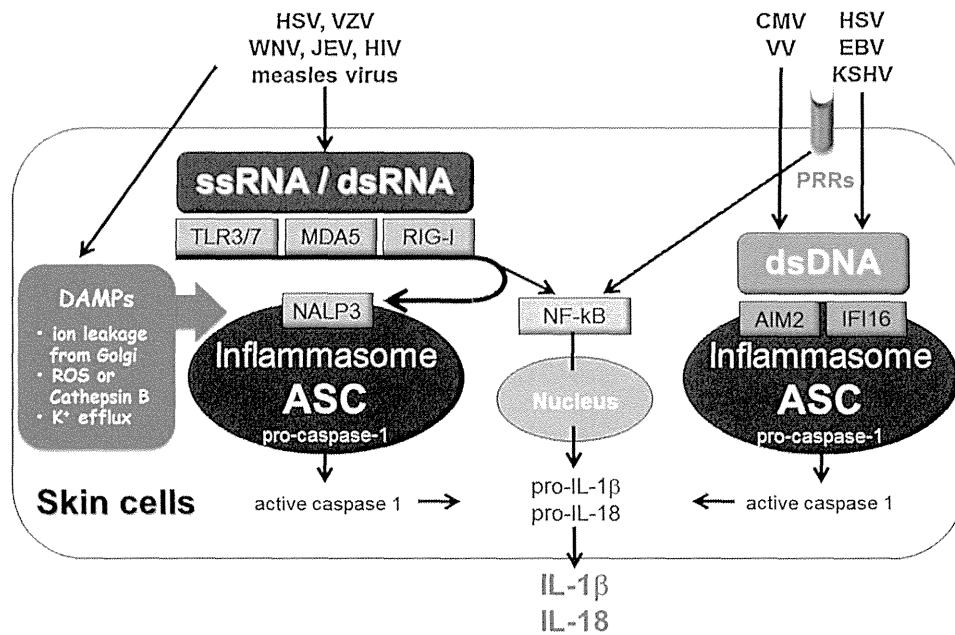 HSV, VZV
WNV, JEV, HIV
measles virus
CMV
VV
HSV
EBV
KSHV
PRRs
ssRNA / dsRNA
TLR3/7
MDA5
RIG-I
dsDNA
DAMPs
• ion leakage
from Golgi
• ROS or
Cathepsin B
• K⁺ efflux
NALP3
Inflammasome
ASC
pro-caspase-1
NF-kB
Nucleus
AIM2
IFI16
Inflammasome
ASC
pro-caspase-1
Skin cells
active caspase 1
pro-IL-1β
pro-IL-18
active caspase 1
IL-1β
IL-18